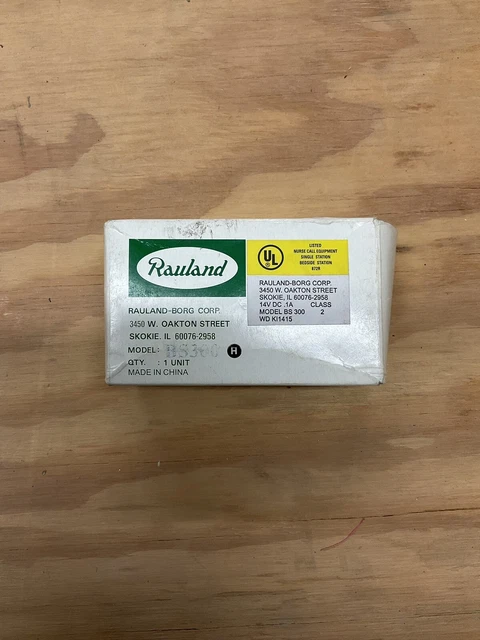 Rauland
RAULAND-BORG CORP.
3450 W. OAKTON STREET
SKOKIE. IL 60076-2958
MODEL: BS300 H
QTY. : 1 UNIT
MADE IN CHINA
UL
LISTED
NURSE CALL EQUIPMENT
SINGLE STATION
BEDSIDE STATION
872R
RAULAND-BORG CORP.
3450 W. OAKTON STREET
SKOKIE, IL 60076-2958
14V DC .1A CLASS
MODEL BS 300 2
WD KI1415